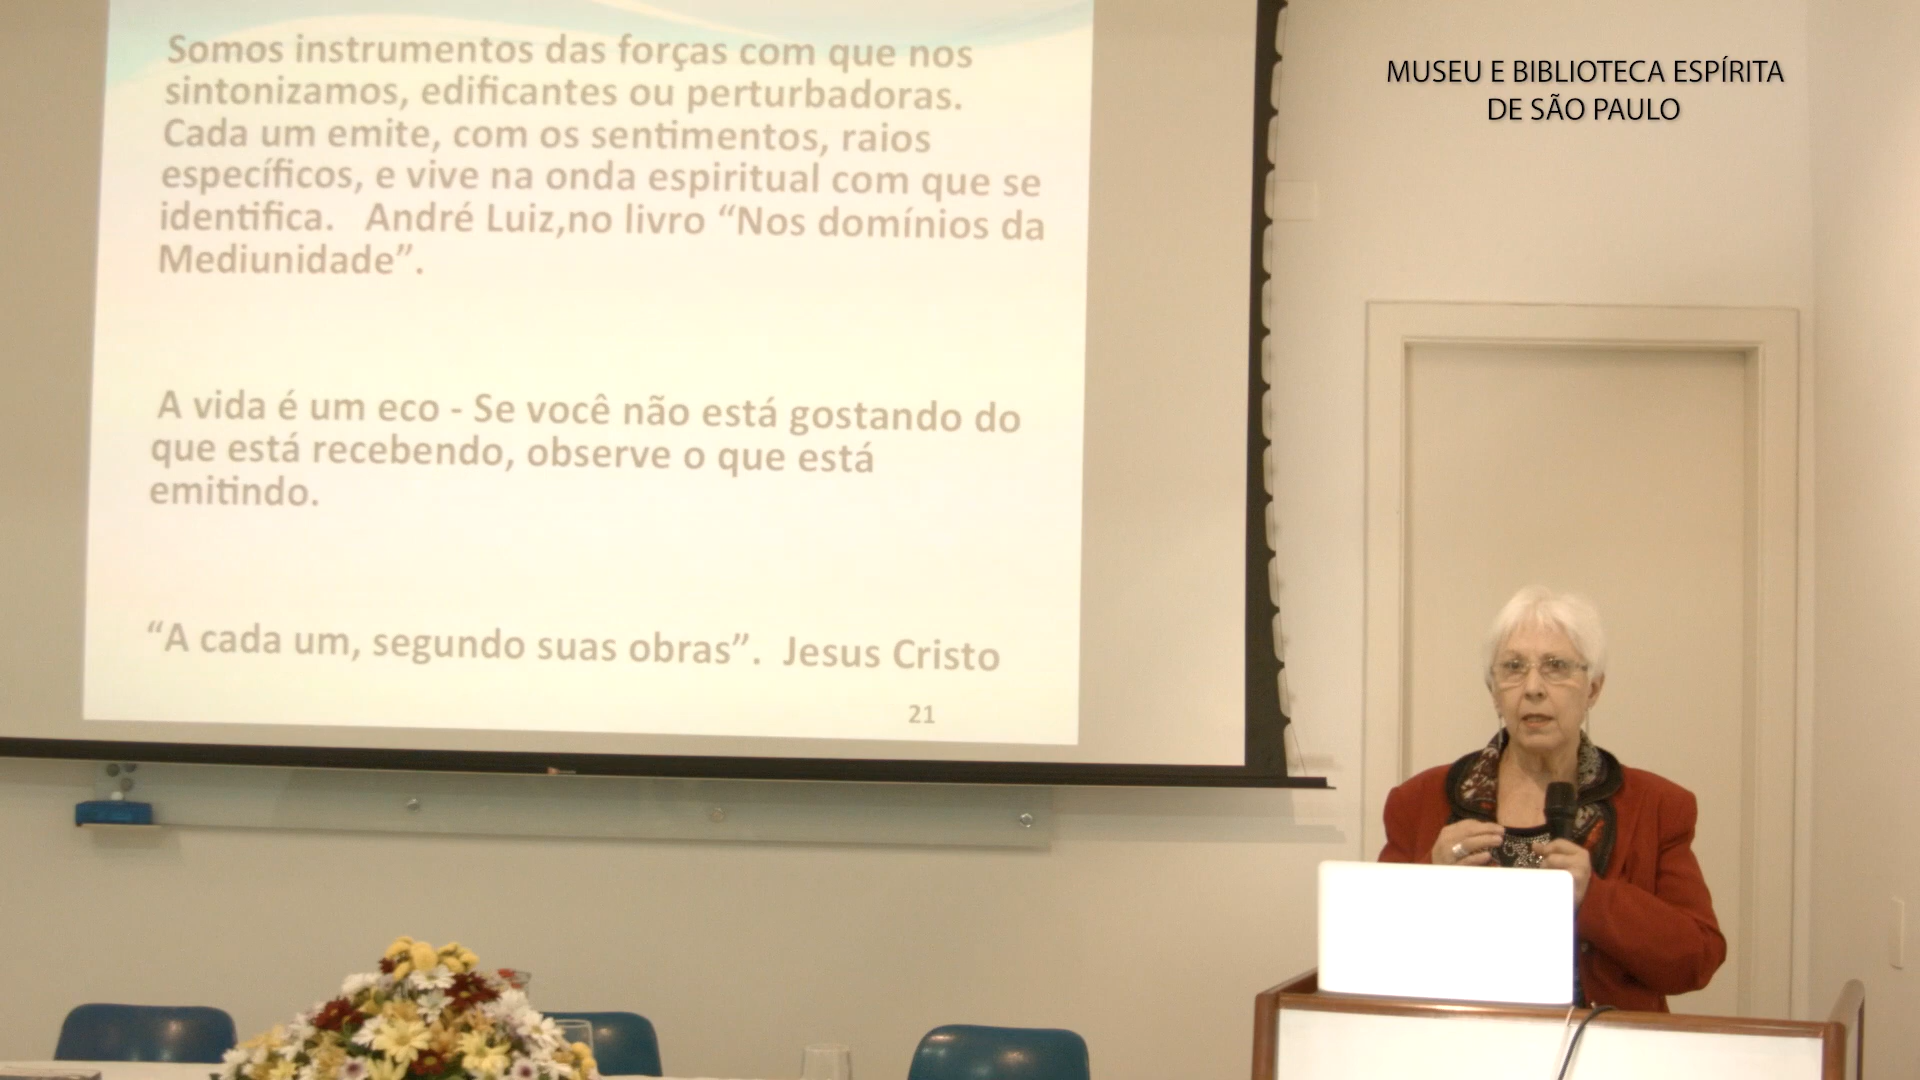 Somos instrumentos das forças com que nos
sintonizamos, edificantes ou perturbadoras.
Cada um emite, com os sentimentos, raios
específicos, e vive na onda espiritual com que se
identifica.   André Luiz,no livro “Nos domínios da
Mediunidade”.
A vida é um eco - Se você não está gostando do
que está recebendo, observe o que está
emitindo.
“A cada um, segundo suas obras”.  Jesus Cristo
21
MUSEU E BIBLIOTECA ESPÍRITA
DE SÃO PAULO